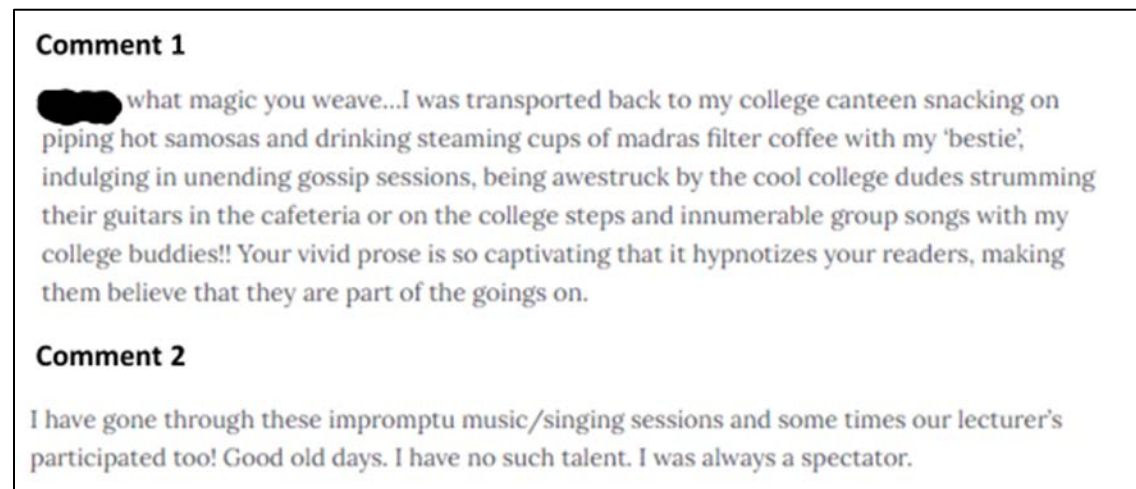 Comment 1
what magic you weave...I was transported back to my college canteen snacking on
piping hot samosas and drinking steaming cups of madras filter coffee with my ‘bestie’,
indulging in unending gossip sessions, being awestruck by the cool college dudes strumming
their guitars in the cafeteria or on the college steps and innumerable group songs with my
college buddies!! Your vivid prose is so captivating that it hypnotizes your readers, making
them believe that they are part of the goings on.
Comment 2
I have gone through these impromptu music/singing sessions and some times our lecturer’s
participated too! Good old days. I have no such talent. I was always a spectator.